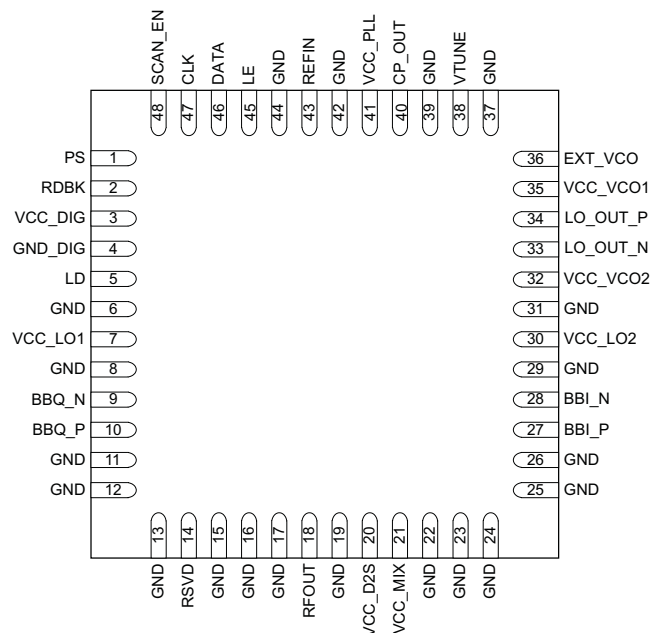 SCAN_EN
CLK
DATA
LE
GND
REFIN
GND
VCC_PLL
CP_OUT
GND
VTUNE
GND
48
47
46
45
44
43
42
41
40
39
38
37
PS 1
RDBK 2
VCC_DIG 3
GND_DIG 4
LD 5
GND 6
VCC_LO1 7
GND 8
BBQ_N 9
BBQ_P 10
GND 11
GND 12
36 EXT_VCO
35 VCC_VCO1
34 LO_OUT_P
33 LO_OUT_N
32 VCC_VCO2
31 GND
30 VCC_LO2
29 GND
28 BBI_N
27 BBI_P
26 GND
25 GND
13
14
15
16
17
18
19
20
21
22
23
24
GND
RSVD
GND
GND
GND
RFOUT
GND
VCC_D2S
VCC_MIX
GND
GND
GND